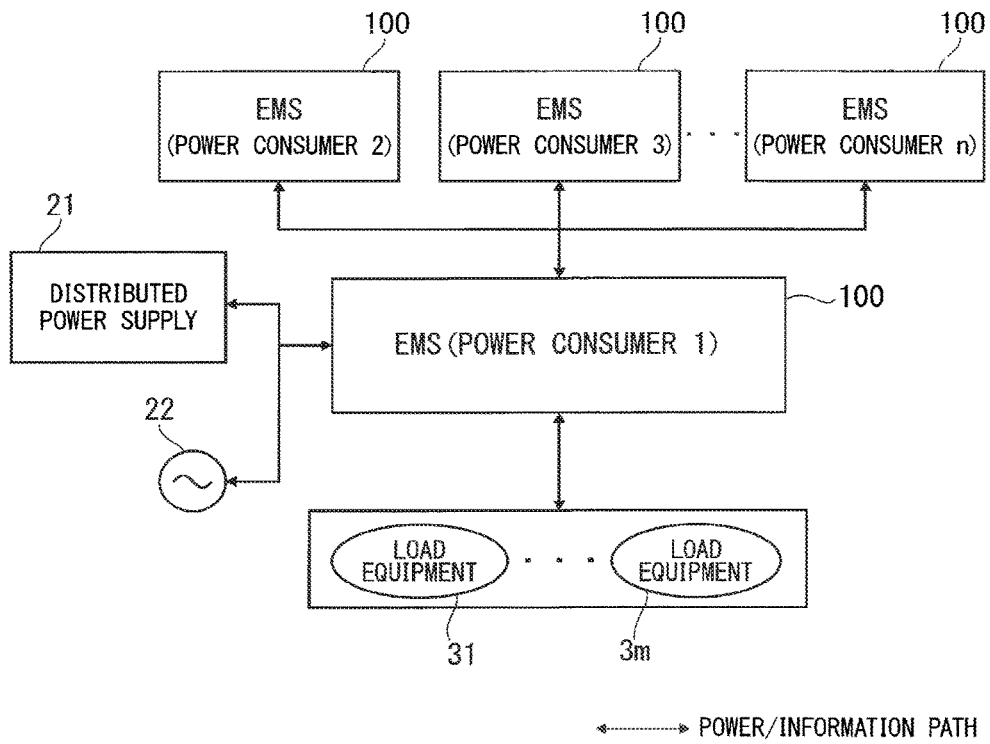 100 100 100
EMS EMS EMS
(POWER CONSUMER 2) (POWER CONSUMER 3) . . . (POWER CONSUMER n)
21
DISTRIBUTED
POWER SUPPLY
100
EMS(POWER CONSUMER 1)
22
~
LOAD
EQUIPMENT
. . .
LOAD
EQUIPMENT
31 3m
POWER/INFORMATION PATH